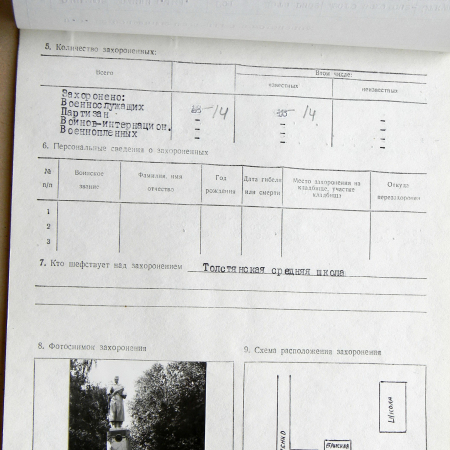 5. Количество захороненных:
Всего
В том числе:
известных
неизвестных
Захоронено:
Военнослужащих /14 /14 –
Партизан – – –
Воинов-интернацион. – – –
Военнопленных – – –
6. Персональные сведения о захороненных
№ п/п
Воинское звание
Фамилия, имя отчество
Год рождения
Дата гибели или смерти
Место захоронения на кладбище, участке кладбища
Откуда перезахоронен
1
2
3
7. Кто шефствует над захоронением Толстянская средняя школа
8. Фотоснимок захоронения
9. Схема расположения захоронения
ШКОЛА